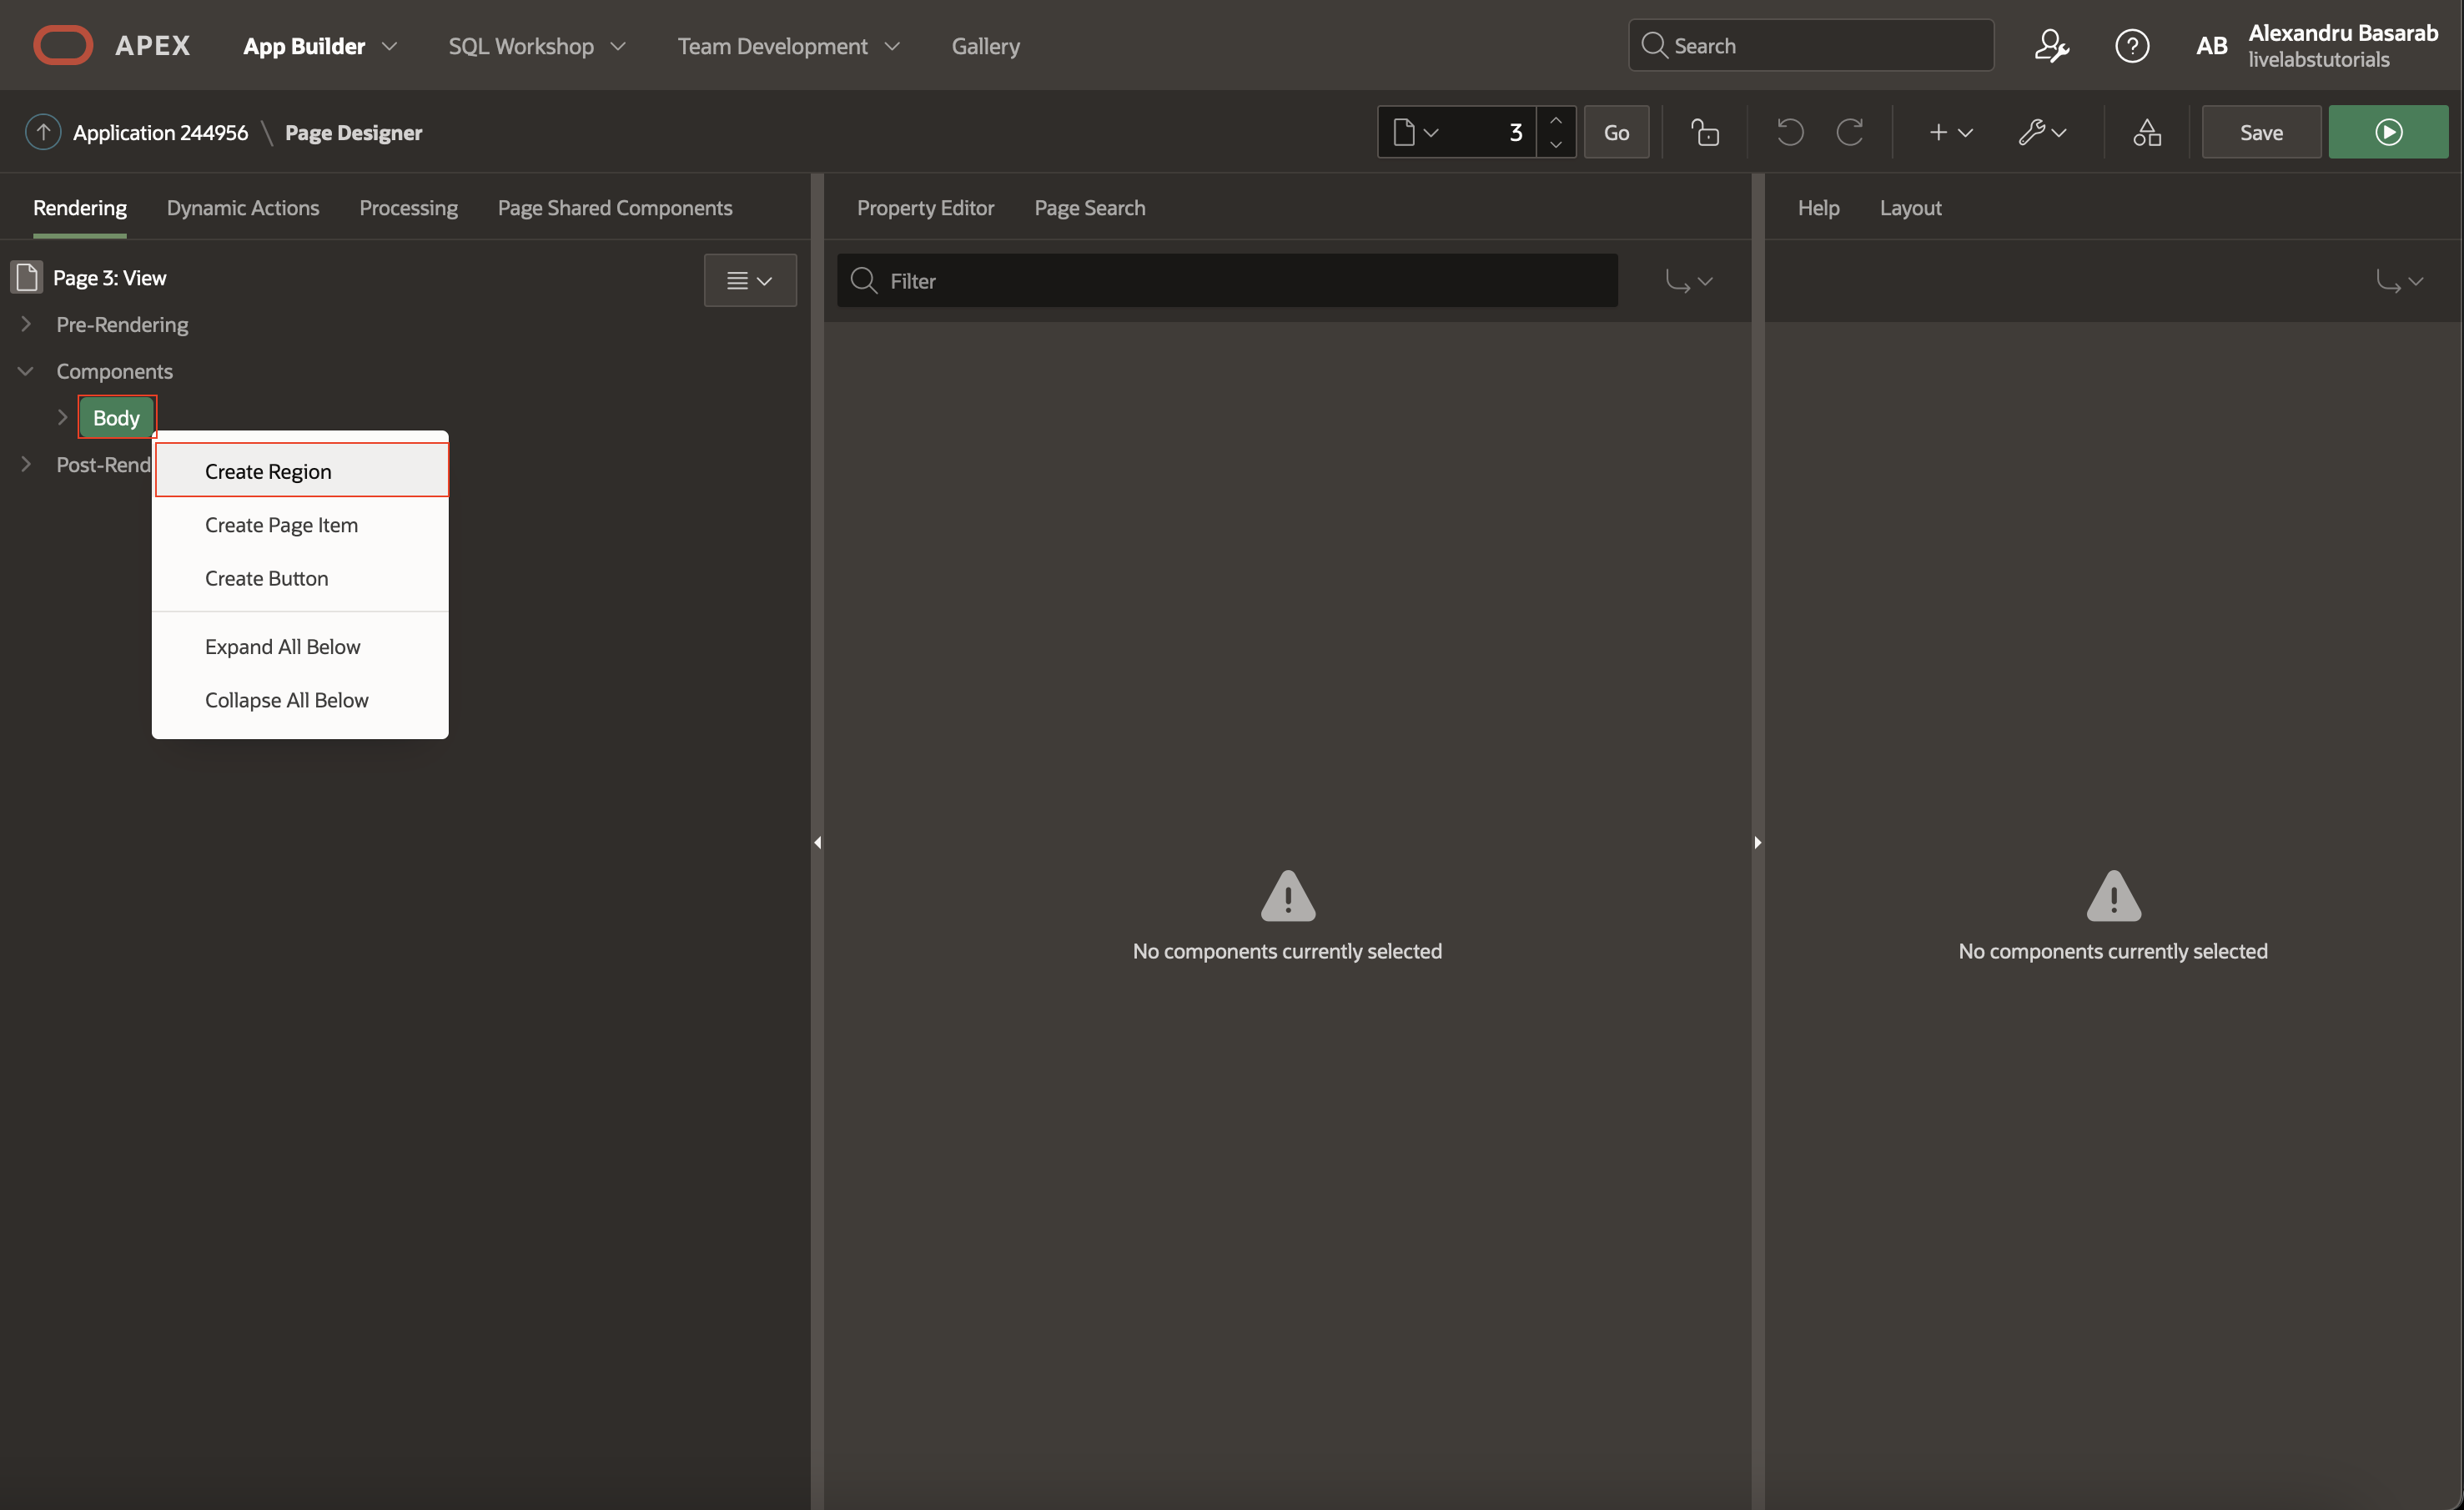 APEX App Builder SQL Workshop Team Development Gallery Search ? AB Alexandru Basarab
livelabstutorials
Application 244956 \ Page Designer 3 Go Save
Rendering Dynamic Actions Processing Page Shared Components
Property Editor Page Search
Help Layout
Page 3: View
Filter
Pre-Rendering
Components
Body
Post-Rend
Create Region
Create Page Item
Create Button
Expand All Below
Collapse All Below
No components currently selected
No components currently selected